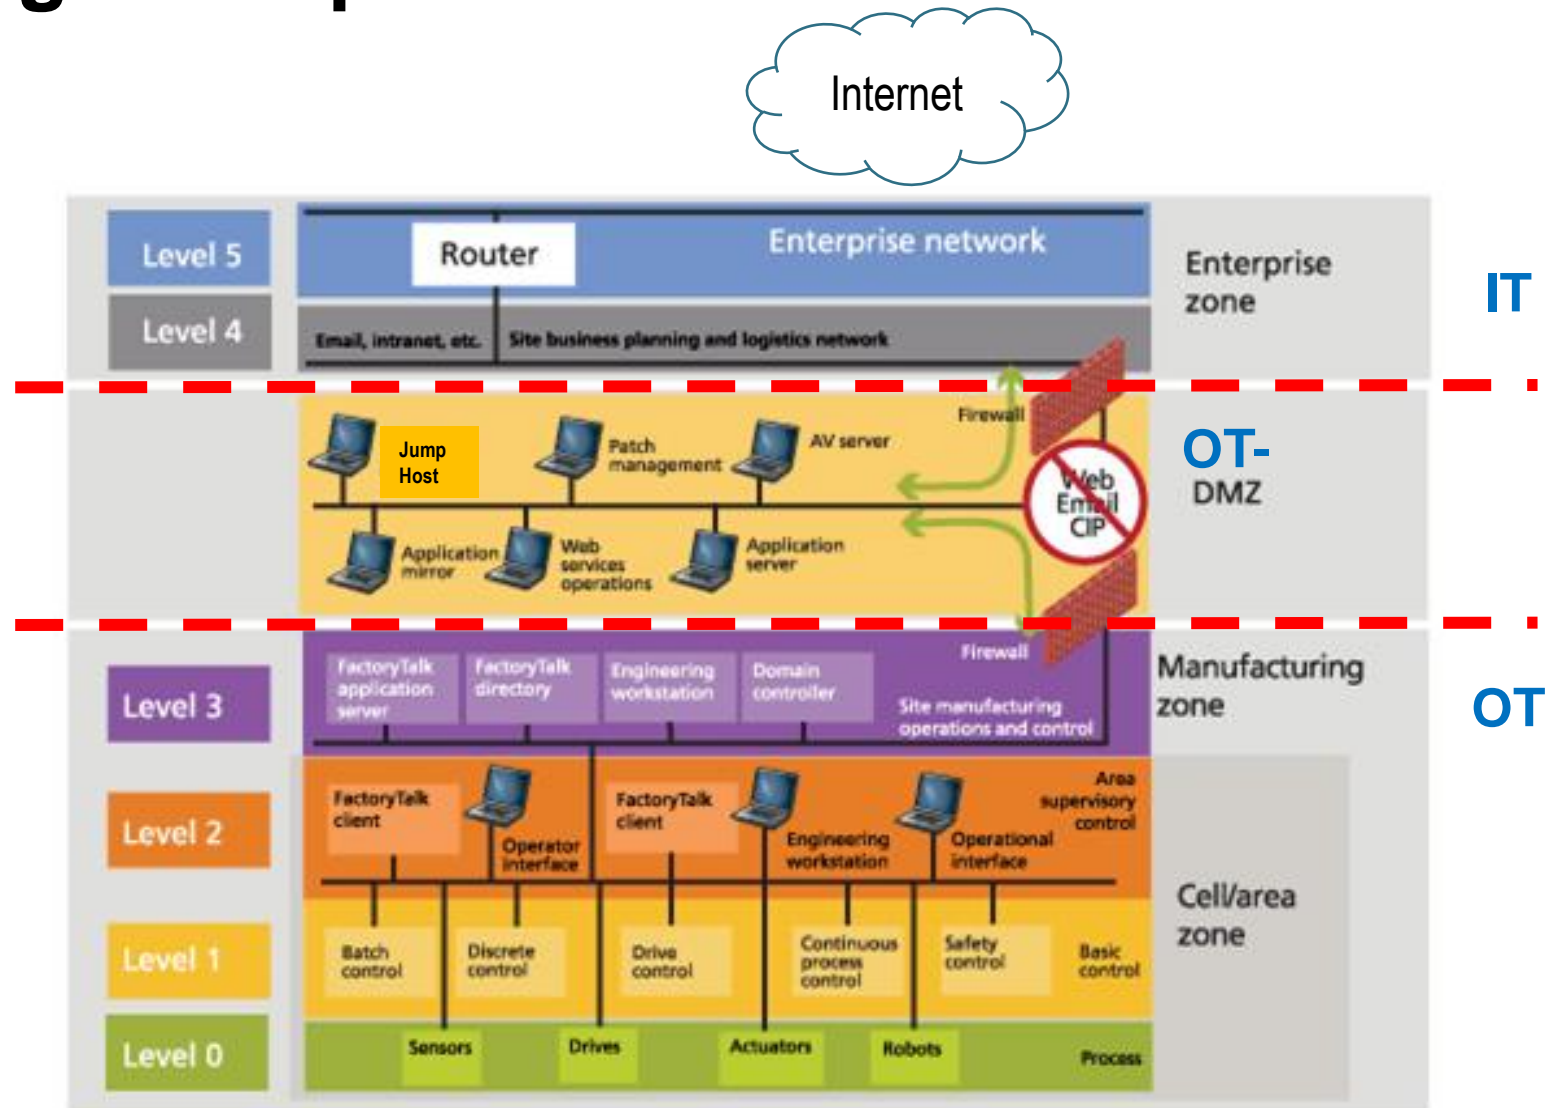 Internet
Level 5
Router
Enterprise network
Enterprise
zone
IT
Level 4
Email, intranet, etc.
Site business planning and logistics network
Jump
Host
Patch
management
AV server
Firewall
Web
Email
CIP
OT-
DMZ
Application
mirror
Web
services
operations
Application
server
Level 3
FactoryTalk
application
server
FactoryTalk
directory
Engineering
workstation
Domain
controller
Firewall
Site manufacturing
operations and control
Manufacturing
zone
OT
Level 2
FactoryTalk
client
Operator
interface
FactoryTalk
client
Engineering
workstation
Operational
interface
Area
supervisory
control
Cell/area
zone
Level 1
Batch
control
Discrete
control
Drive
control
Continuous
process
control
Safety
control
Basic
control
Level 0
Sensors
Drives
Actuators
Robots
Process